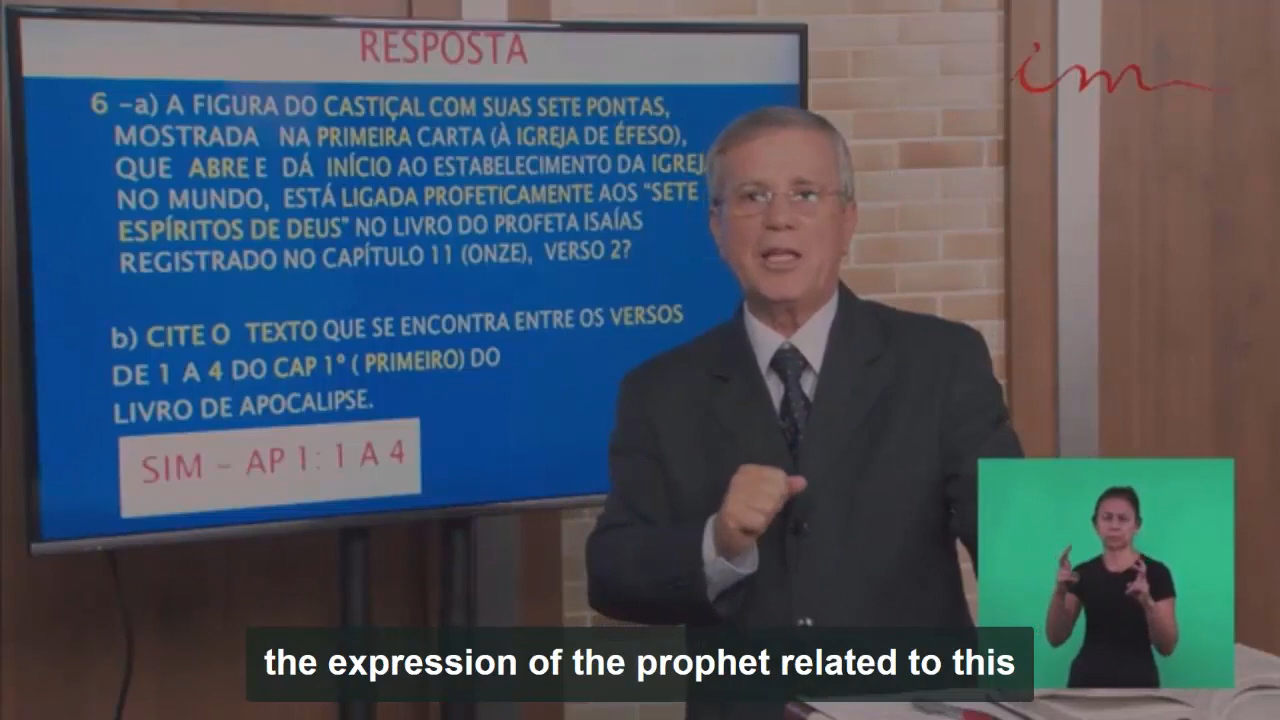 RESPOSTA
im
6 -a) A FIGURA DO CASTIÇAL COM SUAS SETE PONTAS,
MOSTRADA NA PRIMEIRA CARTA (À IGREJA DE ÉFESO),
QUE ABRE E DÁ INÍCIO AO ESTABELECIMENTO DA IGREJ
NO MUNDO, ESTÁ LIGADA PROFETICAMENTE AOS "SETE
ESPÍRITOS DE DEUS" NO LIVRO DO PROFETA ISAÍAS
REGISTRADO NO CAPÍTULO 11 (ONZE), VERSO 2?
b) CITE O TEXTO QUE SE ENCONTRA ENTRE OS VERSOS
DE 1 A 4 DO CAP 1° ( PRIMEIRO) DO
LIVRO DE APOCALIPSE.
SIM - AP 1: 1 A 4
the expression of the prophet related to this